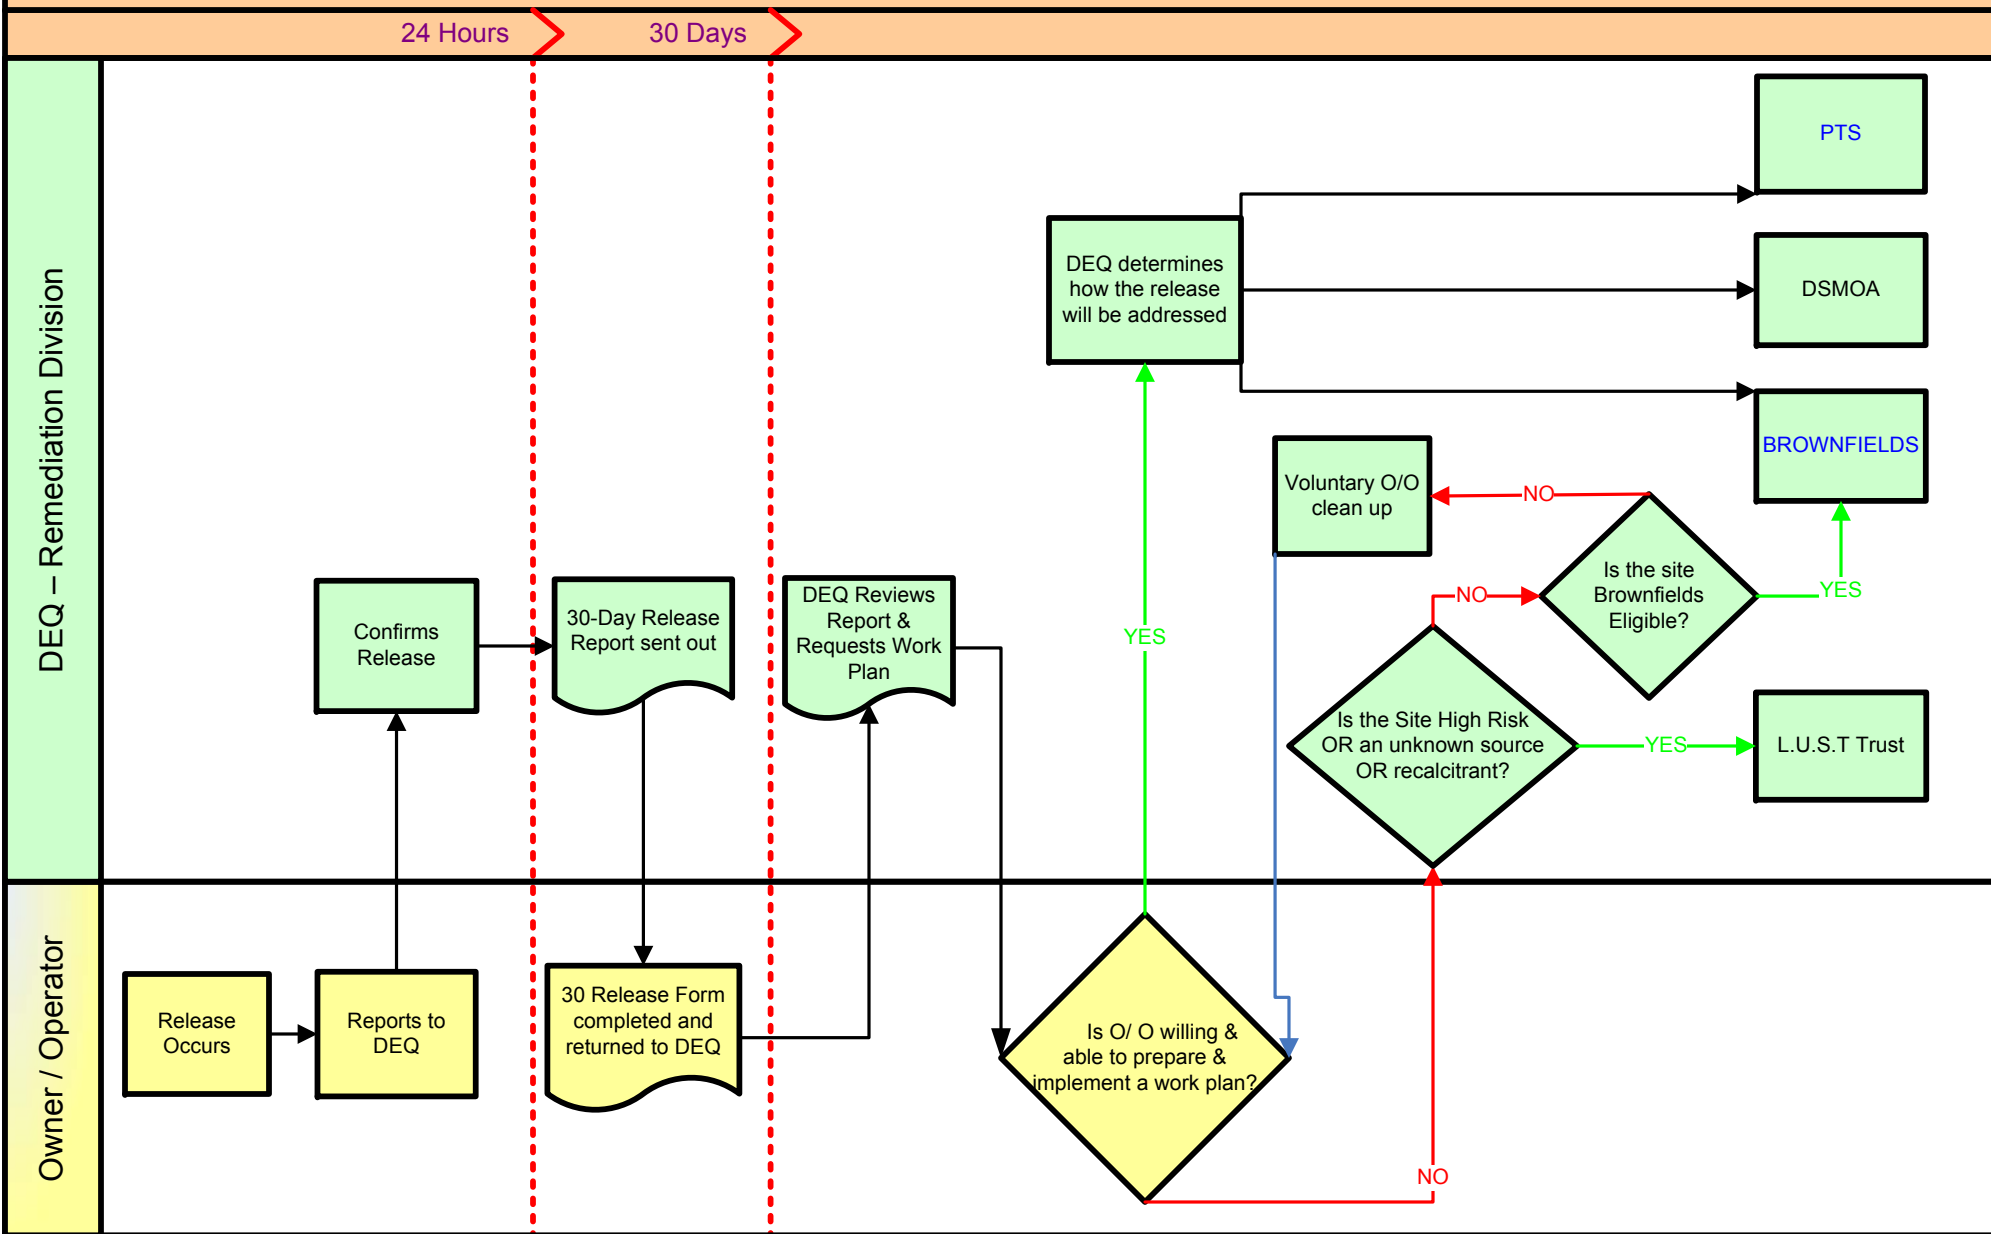 24 Hours
30 Days
DEQ – Remediation Division
PTS
DEQ determines
how the release
will be addressed
DSMOA
BROWNFIELDS
Voluntary O/O
clean up
NO
Is the site
Brownfields
Eligible?
YES
NO
Confirms
Release
30-Day Release
Report sent out
DEQ Reviews
Report &
Requests Work
Plan
YES
Is the Site High Risk
OR an unknown source
OR recalcitrant?
YES
L.U.S.T Trust
Owner / Operator
Release
Occurs
Reports to
DEQ
30 Release Form
completed and
returned to DEQ
Is O/ O willing &
able to prepare &
implement a work plan?
NO